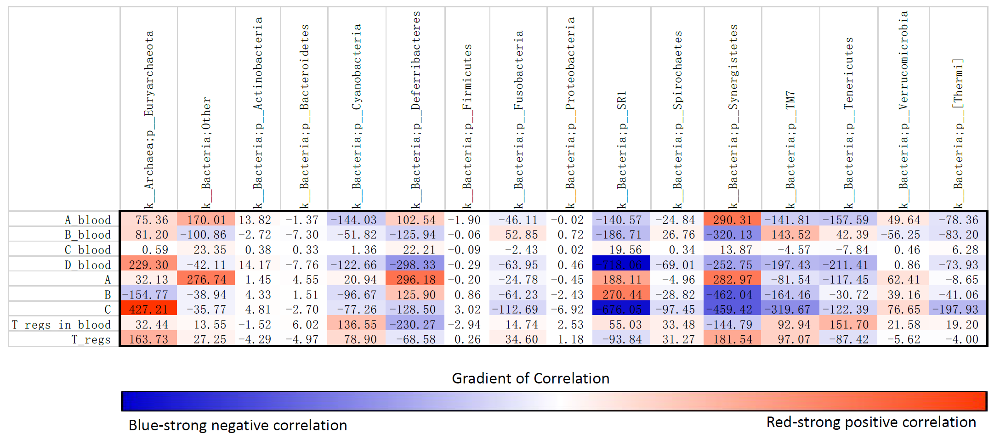 k__Archaea;p__Euryarchaeota
k__Bacteria;Other
k__Bacteria;p__Actinobacteria
k__Bacteria;p__Bacteroidetes
k__Bacteria;p__Cyanobacteria
k__Bacteria;p__Deferribacteres
k__Bacteria;p__Firmicutes
k__Bacteria;p__Fusobacteria
k__Bacteria;p__Proteobacteria
k__Bacteria;p__SR1
k__Bacteria;p__Spirochaetes
k__Bacteria;p__Synergistetes
k__Bacteria;p__TM7
k__Bacteria;p__Tenericutes
k__Bacteria;p__Verrucomicrobia
k__Bacteria;p__[Thermi]
A_blood 75.36 170.01 13.82 -1.37 -144.03 102.54 -1.90 -46.11 -0.02 -140.57 -24.84 290.31 -141.81 -157.59 49.64 -78.36
B_blood 81.20 -100.86 -2.72 -7.30 -51.82 -125.94 -0.06 52.85 0.72 -186.71 26.76 -320.13 143.52 42.39 -56.25 -83.20
C_blood 0.59 23.35 0.38 0.33 1.36 22.21 -0.09 -2.43 0.02 19.56 0.34 13.87 -4.57 -7.84 0.46 6.28
D_blood 229.30 -42.11 14.17 -7.76 -122.66 -298.33 -0.29 -63.95 0.46 -718.06 -69.01 -252.75 -197.43 -211.41 0.86 -73.93
A 32.13 276.74 1.45 4.55 20.94 296.18 -0.20 -24.78 -0.45 188.11 -4.96 282.97 -81.54 -117.45 62.41 -8.65
B -154.77 -38.94 4.33 1.51 -96.67 125.90 0.86 -64.23 -2.43 270.44 -28.82 -462.04 -164.46 -30.72 39.16 -41.06
C 427.21 -35.77 4.81 -2.70 -77.26 -128.50 3.02 -112.69 -6.92 -676.05 -97.45 -459.42 -319.67 -122.39 76.65 -197.93
T_regs_in_blood 32.44 13.55 -1.52 6.02 136.55 -230.27 -2.94 14.74 2.53 55.03 33.48 -144.79 92.94 151.70 21.58 19.20
T_regs 163.73 27.25 -4.29 -4.97 78.90 -68.58 0.26 34.60 1.18 -93.84 31.27 181.54 97.07 -87.42 -5.62 -4.00
Gradient of Correlation
Blue-strong negative correlation
Red-strong positive correlation